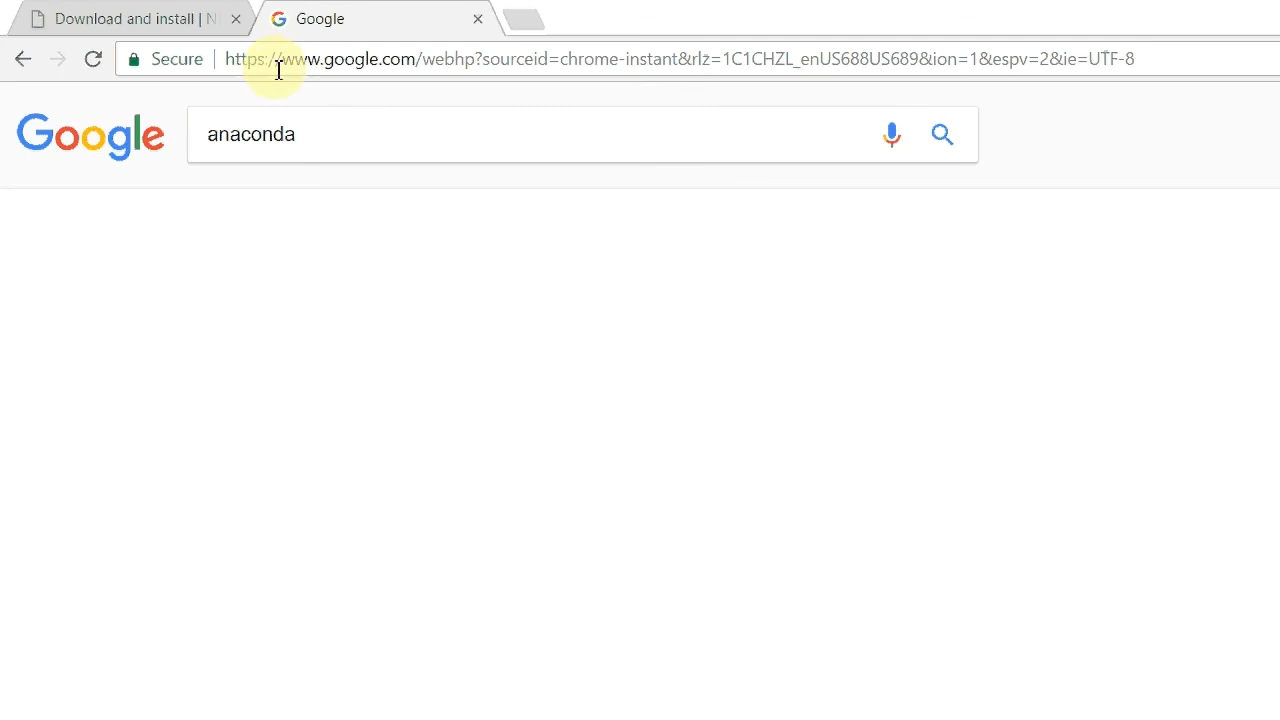 Download and install | N
Google
Secure
https://www.google.com/webhp?sourceid=chrome-instant&rlz=1C1CHZL_enUS688US689&ion=1&espv=2&ie=UTF-8
Google
anaconda